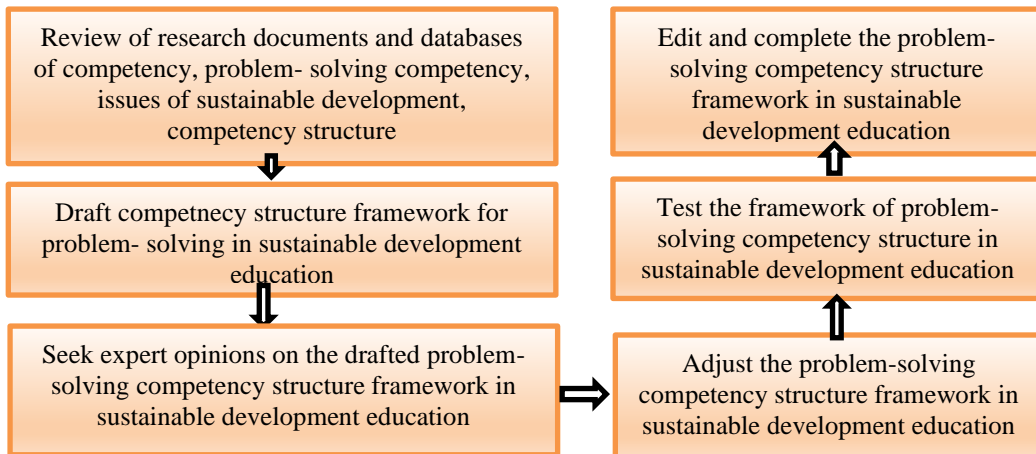 Review of research documents and databases
of competency, problem- solving competency,
issues of sustainable development,
competency structure
Draft competnecy structure framework for
problem- solving in sustainable development
education
Seek expert opinions on the drafted problem-
solving competency structure framework in
sustainable development education
Adjust the problem-solving
competency structure framework in
sustainable development education
Test the framework of problem-
solving competency structure in
sustainable development education
Edit and complete the problem-
solving competency structure
framework in sustainable
development education